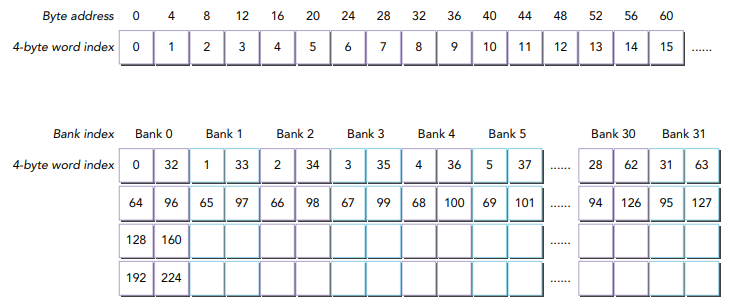 Byte address 0 4 8 12 16 20 24 28 32 36 40 44 48 52 56 60
4-byte word index 0 1 2 3 4 5 6 7 8 9 10 11 12 13 14 15 ......
Bank index Bank 0 Bank 1 Bank 2 Bank 3 Bank 4 Bank 5 Bank 30 Bank 31
4-byte word index 0 32 1 33 2 34 3 35 4 36 5 37 ...... 28 62 31 63
64 96 65 97 66 98 67 99 68 100 69 101 ...... 94 126 95 127
128 160 ......
192 224 ......